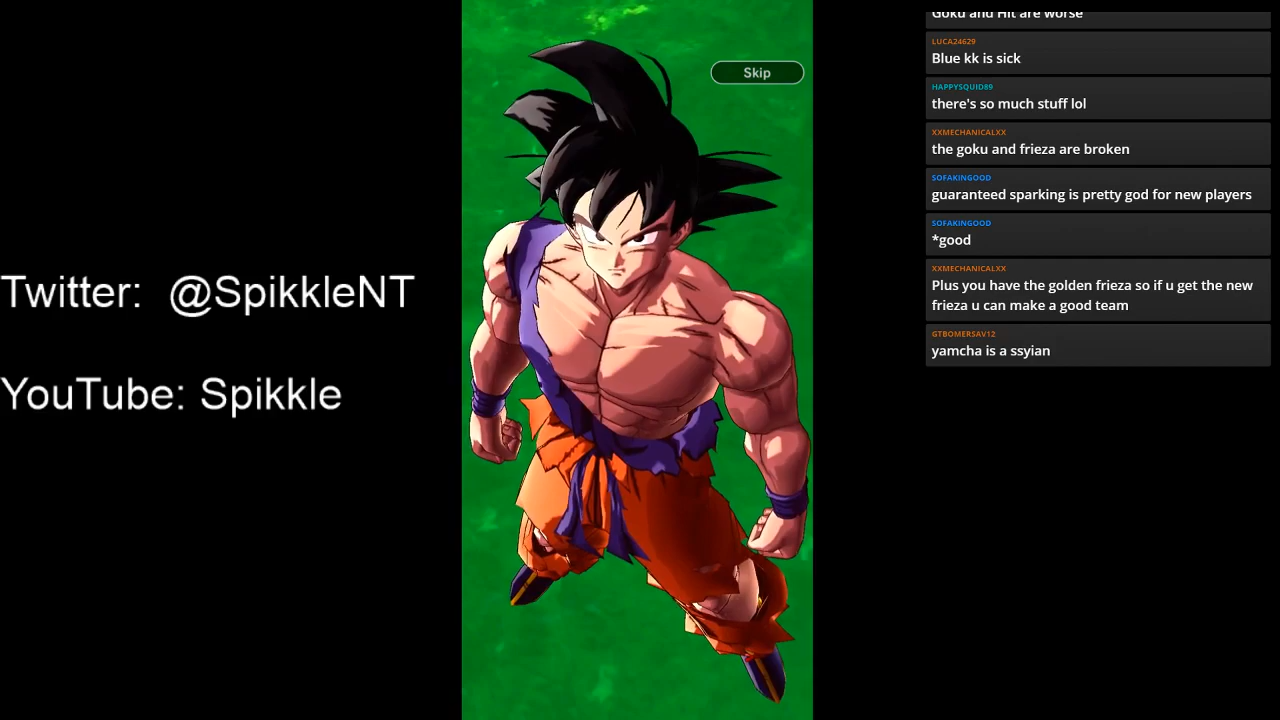 Twitter: @SpikkleNT
YouTube: Spikkle
Skip
Goku and Hit are worse
LUCA24629
Blue kk is sick
HAPPYSQUID89
there's so much stuff lol
XXMECHANICALXX
the goku and frieza are broken
SOFAKINGOOD
guaranteed sparking is pretty god for new players
SOFAKINGOOD
*good
XXMECHANICALXX
Plus you have the golden frieza so if u get the new
frieza u can make a good team
GTBOMERSAV12
yamcha is a ssyian